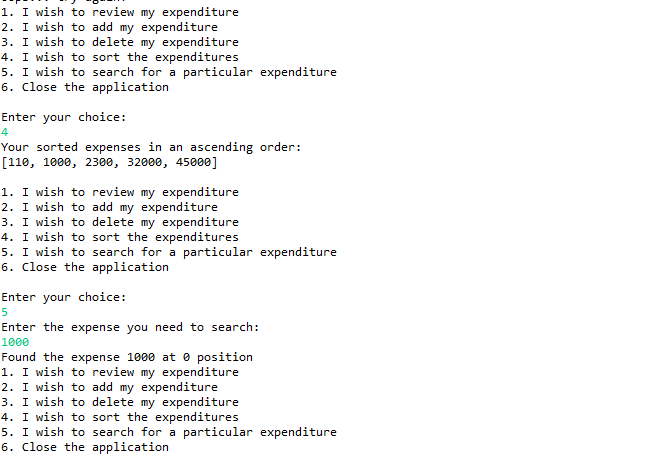 1. I wish to review my expenditure
2. I wish to add my expenditure
3. I wish to delete my expenditure
4. I wish to sort the expenditures
5. I wish to search for a particular expenditure
6. Close the application
Enter your choice:
4
Your sorted expenses in an ascending order:
[110, 1000, 2300, 32000, 45000]
1. I wish to review my expenditure
2. I wish to add my expenditure
3. I wish to delete my expenditure
4. I wish to sort the expenditures
5. I wish to search for a particular expenditure
6. Close the application
Enter your choice:
5
Enter the expense you need to search:
1000
Found the expense 1000 at 0 position
1. I wish to review my expenditure
2. I wish to add my expenditure
3. I wish to delete my expenditure
4. I wish to sort the expenditures
5. I wish to search for a particular expenditure
6. Close the application